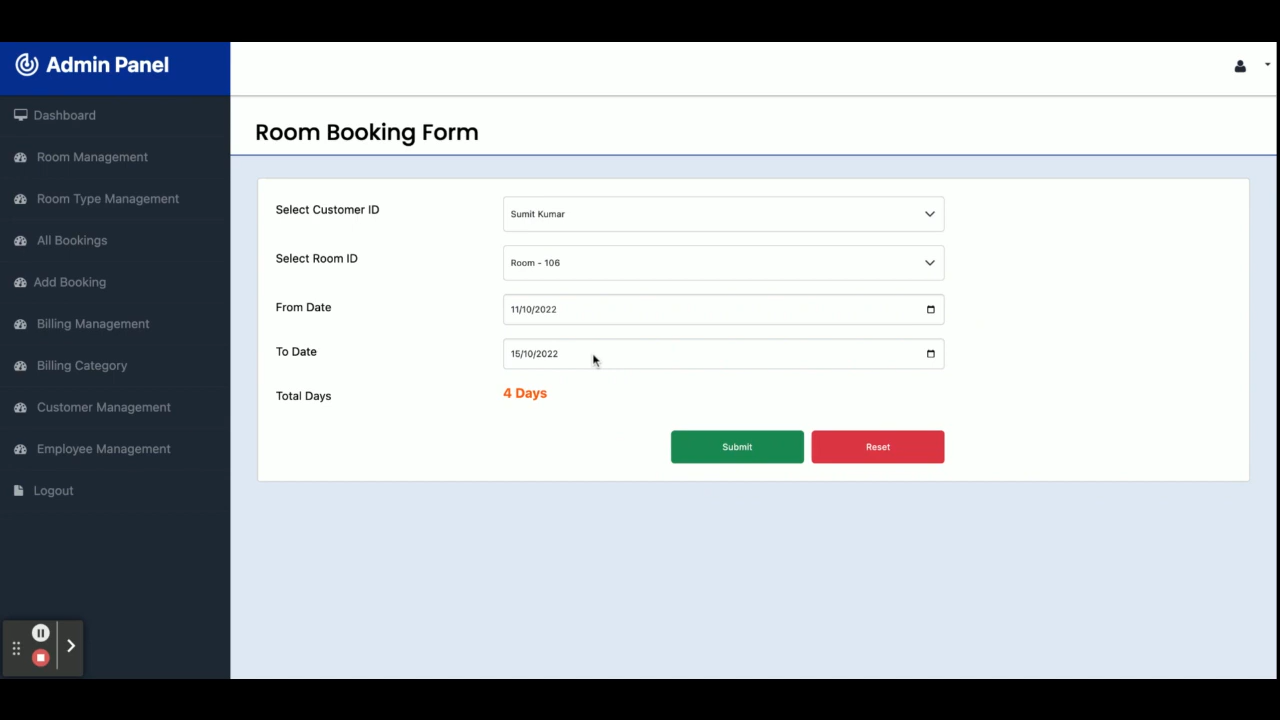 Admin Panel
Dashboard
Room Management
Room Type Management
All Bookings
Add Booking
Billing Management
Billing Category
Customer Management
Employee Management
Logout
Room Booking Form
Select Customer ID
Sumit Kumar
Select Room ID
Room - 106
From Date
11/10/2022
To Date
15/10/2022
Total Days
4 Days
Submit
Reset